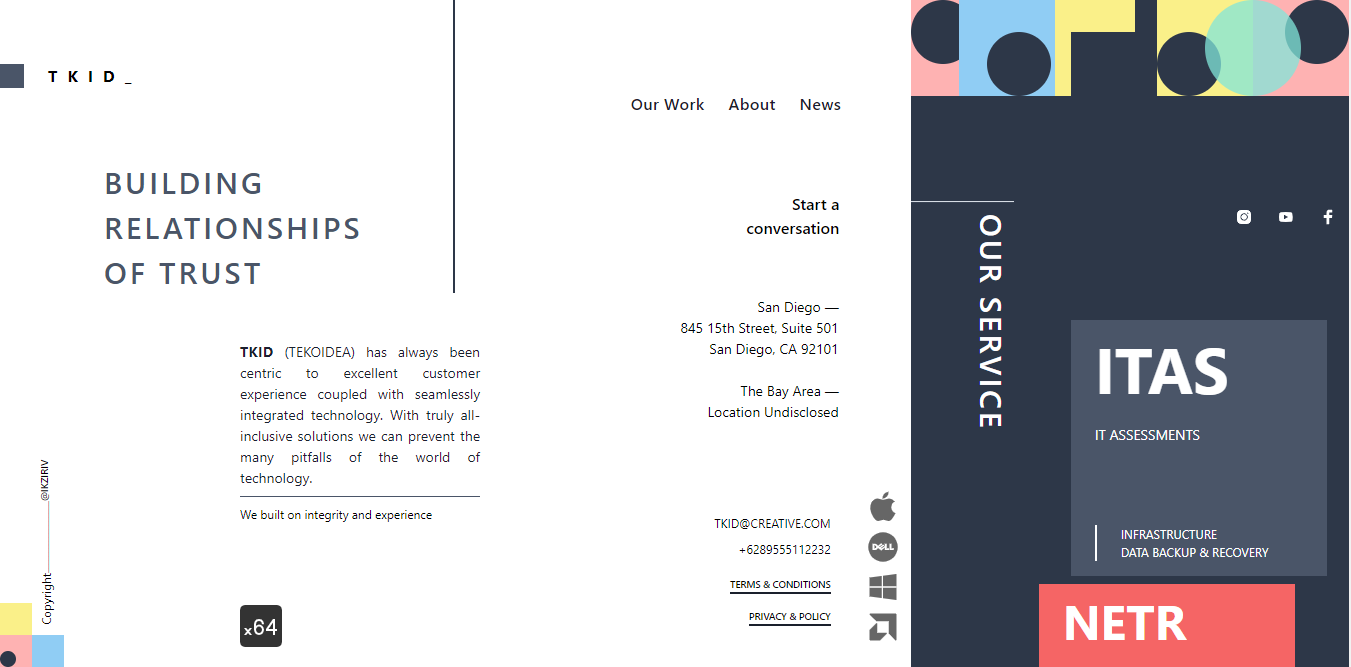 TKID_
Our Work About News
BUILDING
RELATIONSHIPS
OF TRUST
Start a
conversation
San Diego —
845 15th Street, Suite 501
San Diego, CA 92101
The Bay Area —
Location Undisclosed
TKID (TEKOIDEA) has always been
centric to excellent customer
experience coupled with seamlessly
integrated technology. With truly all-
inclusive solutions we can prevent the
many pitfalls of the world of
technology.
We built on integrity and experience
TKID@CREATIVE.COM
+6289555112232
TERMS & CONDITIONS
PRIVACY & POLICY
x64
Copyright @IKZIRIV
DELL
OUR SERVICE
ITAS
IT ASSESSMENTS
INFRASTRUCTURE
DATA BACKUP & RECOVERY
NETR